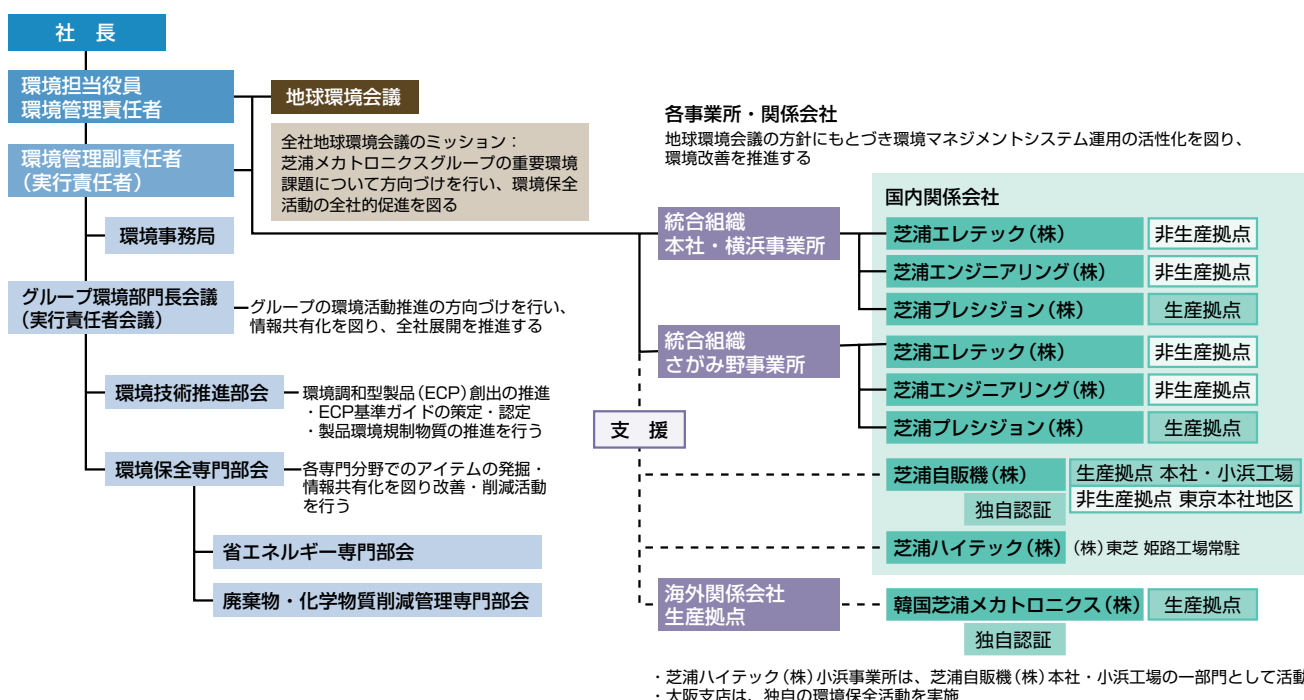 社 長
環境担当役員
環境管理責任者
環境管理副責任者
(実行責任者)
環境事務局
グループ環境部門長会議
(実行責任者会議)
グループの環境活動推進の方向づけを行い、
情報共有化を図り、全社展開を推進する
環境技術推進部会
環境調和型製品(ECP)創出の推進
・ECP基準ガイドの策定・認定
・製品環境規制物質の推進を行う
環境保全専門部会
各専門分野でのアイテムの発掘・
情報共有化を図り改善・削減活動
を行う
省エネルギー専門部会
廃棄物・化学物質削減管理専門部会
地球環境会議
全社地球環境会議のミッション：
芝浦メカトロニクスグループの重要環境
課題について方向づけを行い、環境保全
活動の全社的促進を図る
各事業所・関係会社
地球環境会議の方針にもとづき環境マネジメントシステム運用の活性化を図り、
環境改善を推進する
支 援
統合組織
本社・横浜事業所
統合組織
さがみ野事業所
海外関係会社
生産拠点
国内関係会社
芝浦エレテック(株) 非生産拠点
芝浦エンジニアリング(株) 非生産拠点
芝浦プレシジョン(株) 生産拠点
芝浦エレテック(株) 非生産拠点
芝浦エンジニアリング(株) 非生産拠点
芝浦プレシジョン(株) 生産拠点
芝浦自販機(株) 生産拠点 本社・小浜工場
独自認証 非生産拠点 東京本社地区
芝浦ハイテック(株) (株)東芝 姫路工場常駐
韓国芝浦メカトロニクス(株) 生産拠点
独自認証
・芝浦ハイテック(株)小浜事業所は、芝浦自販機(株)本社・小浜工場の一部門として活動
・大阪支店は、独自の環境保全活動を実施